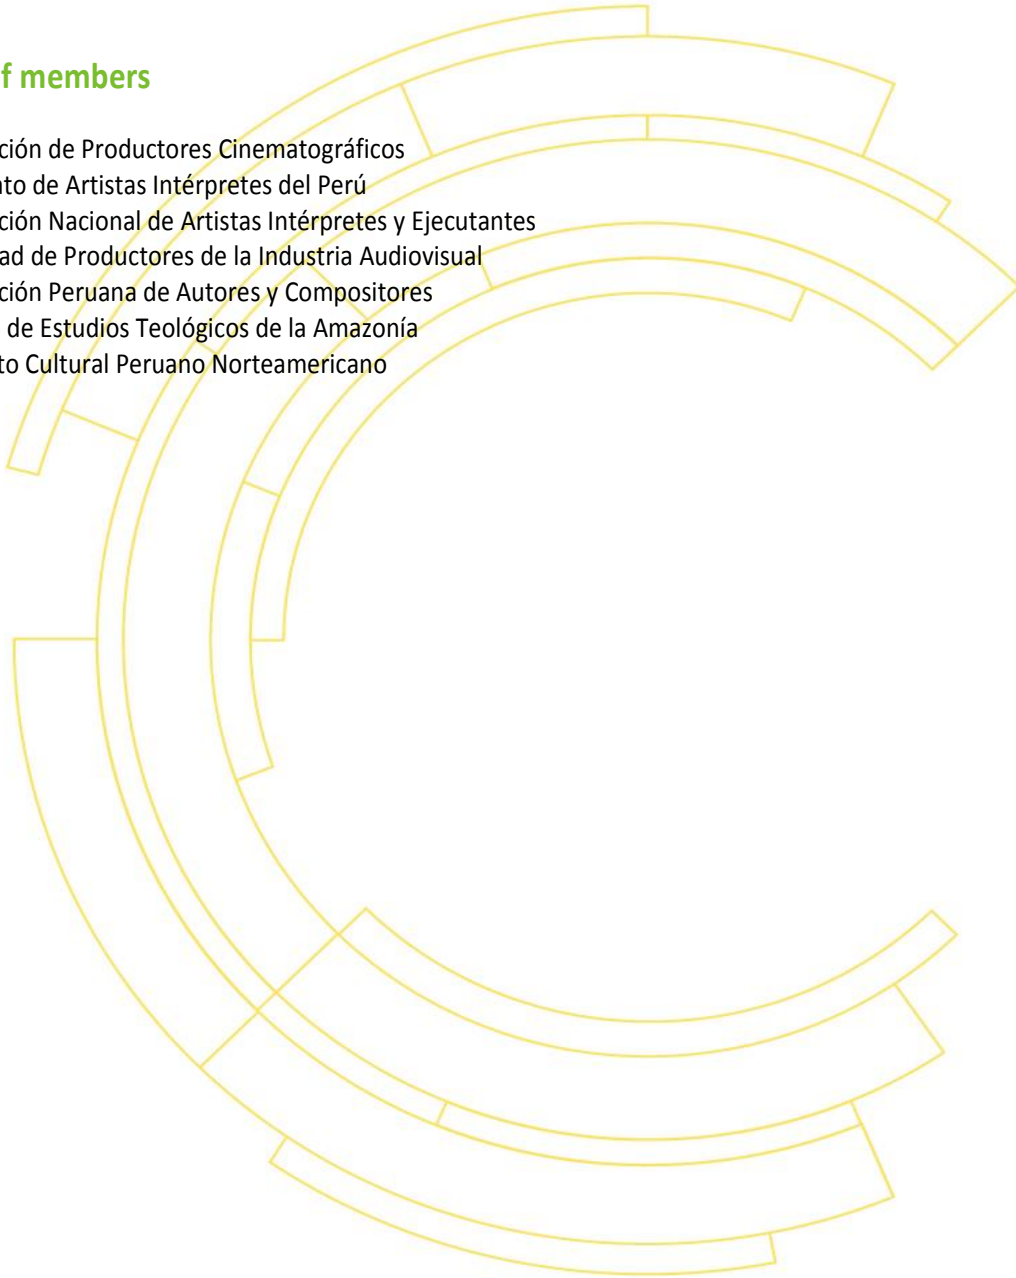 f members
ción de Productores Cinematográficos
ato de Artistas Intérpretes del Perú
ción Nacional de Artistas Intérpretes y Ejecutantes
ad de Productores de la Industria Audiovisual
ción Peruana de Autores y Compositores
de Estudios Teológicos de la Amazonía
to Cultural Peruano Norteamericano